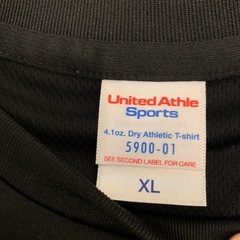 United Athle
Sports
4.1oz. Dry Athletic T-shirt
5900-01
SEE SECOND LABEL FOR CARE
XL